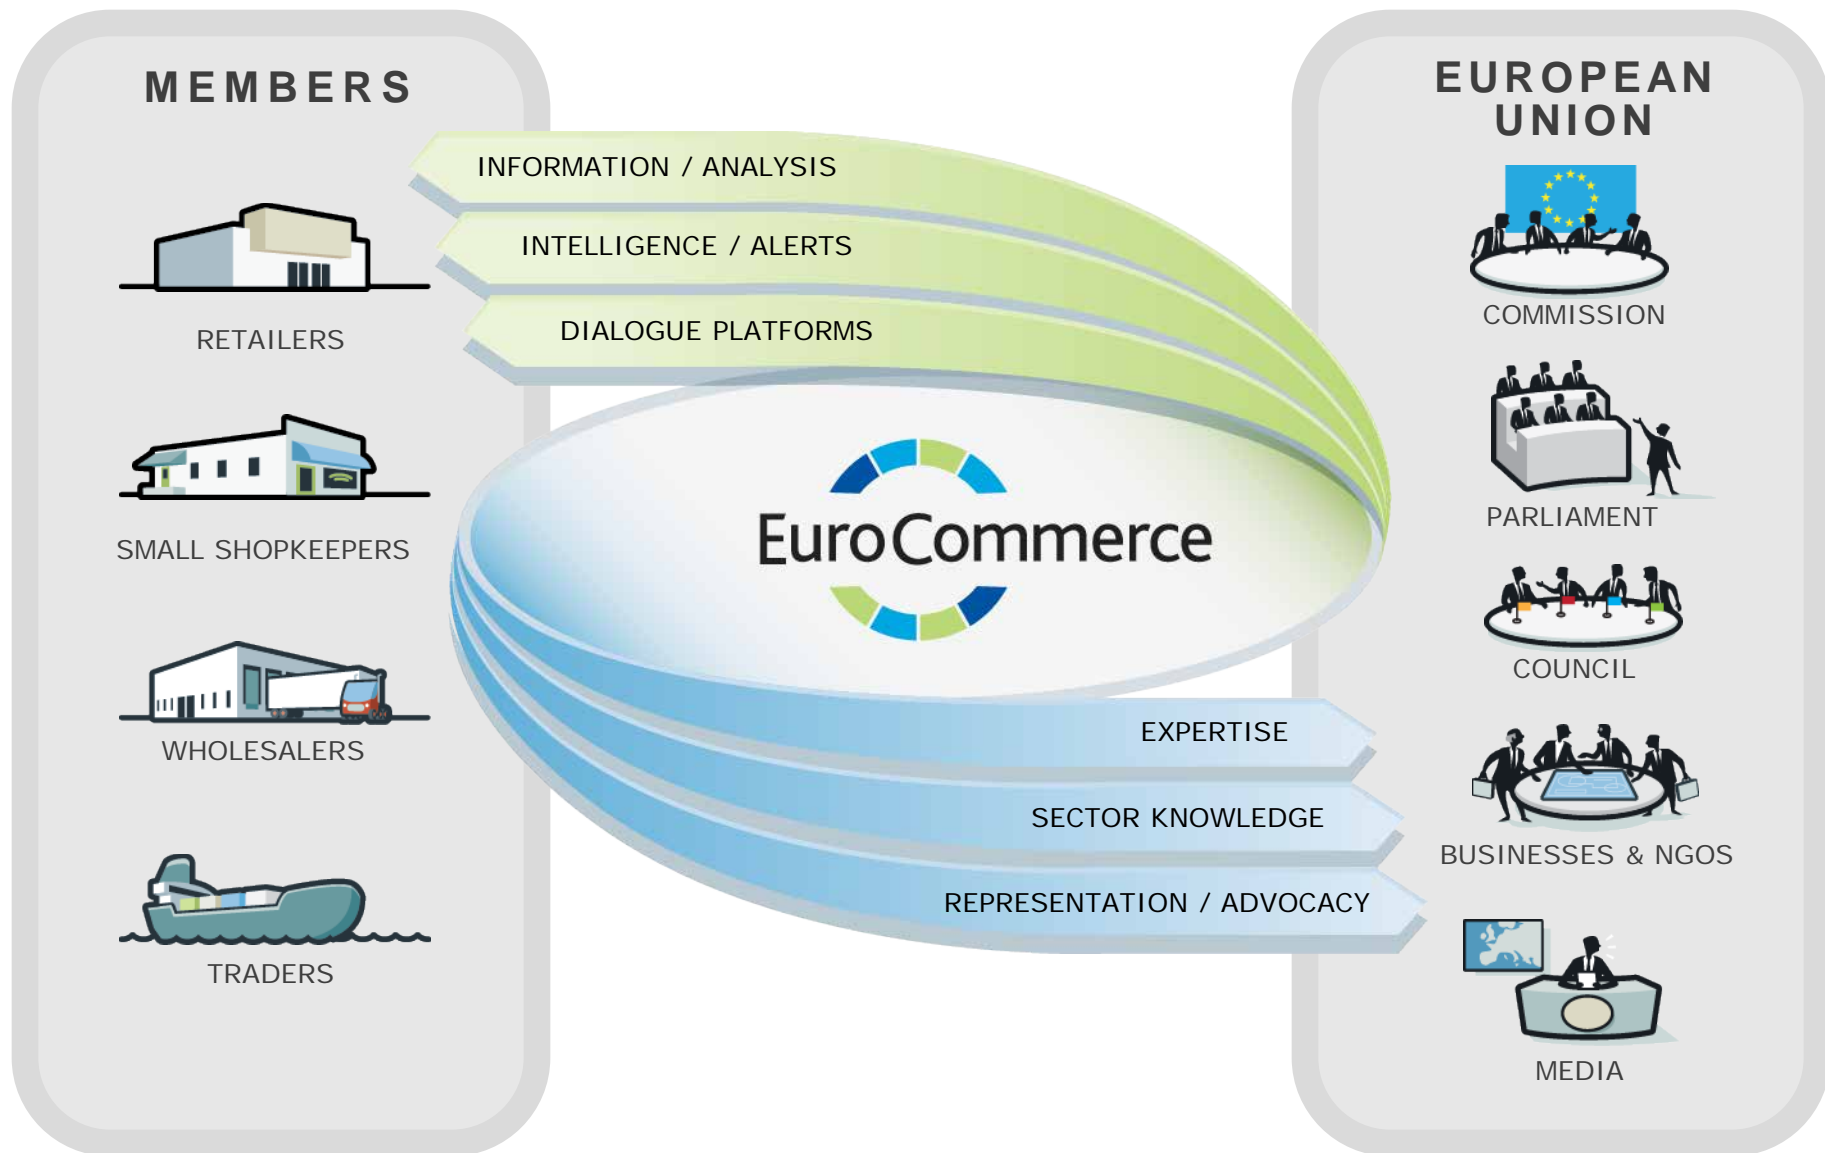 MEMBERS
RETAILERS
SMALL SHOPKEEPERS
WHOLESALERS
TRADERS
INFORMATION / ANALYSIS
INTELLIGENCE / ALERTS
DIALOGUE PLATFORMS
EuroCommerce
EXPERTISE
SECTOR KNOWLEDGE
REPRESENTATION / ADVOCACY
EUROPEAN
UNION
COMMISSION
PARLIAMENT
COUNCIL
BUSINESSES & NGOS
MEDIA